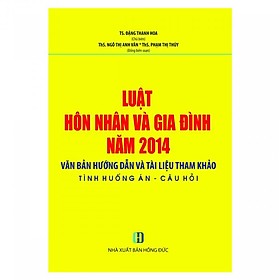 TS. ĐẶNG THANH HOA
(Chủ biên)
ThS. NGÔ THỊ ANH VÂN * ThS. PHẠM THỊ THÚY
(Đồng biên soạn)
LUẬT
HÔN NHÂN VÀ GIA ĐÌNH
NĂM 2014
VĂN BẢN HƯỚNG DẪN VÀ TÀI LIỆU THAM KHẢO
TÌNH HUỐNG ÁN - CÂU HỎI
NHÀ XUẤT BẢN HỒNG ĐỨC